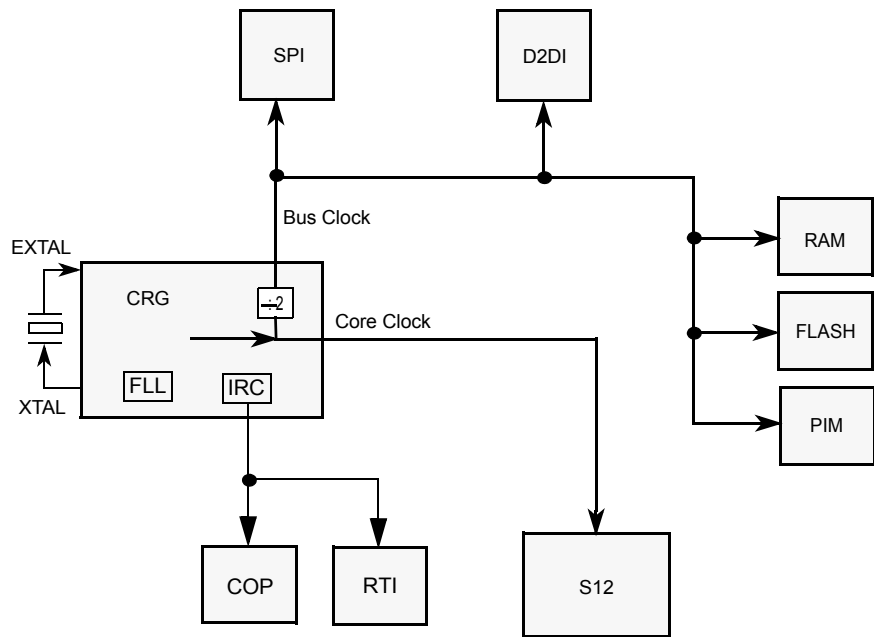 SPI
D2DI
Bus Clock
RAM
EXTAL
CRG
÷2
Core Clock
FLASH
FLL
IRC
XTAL
PIM
COP
RTI
S12